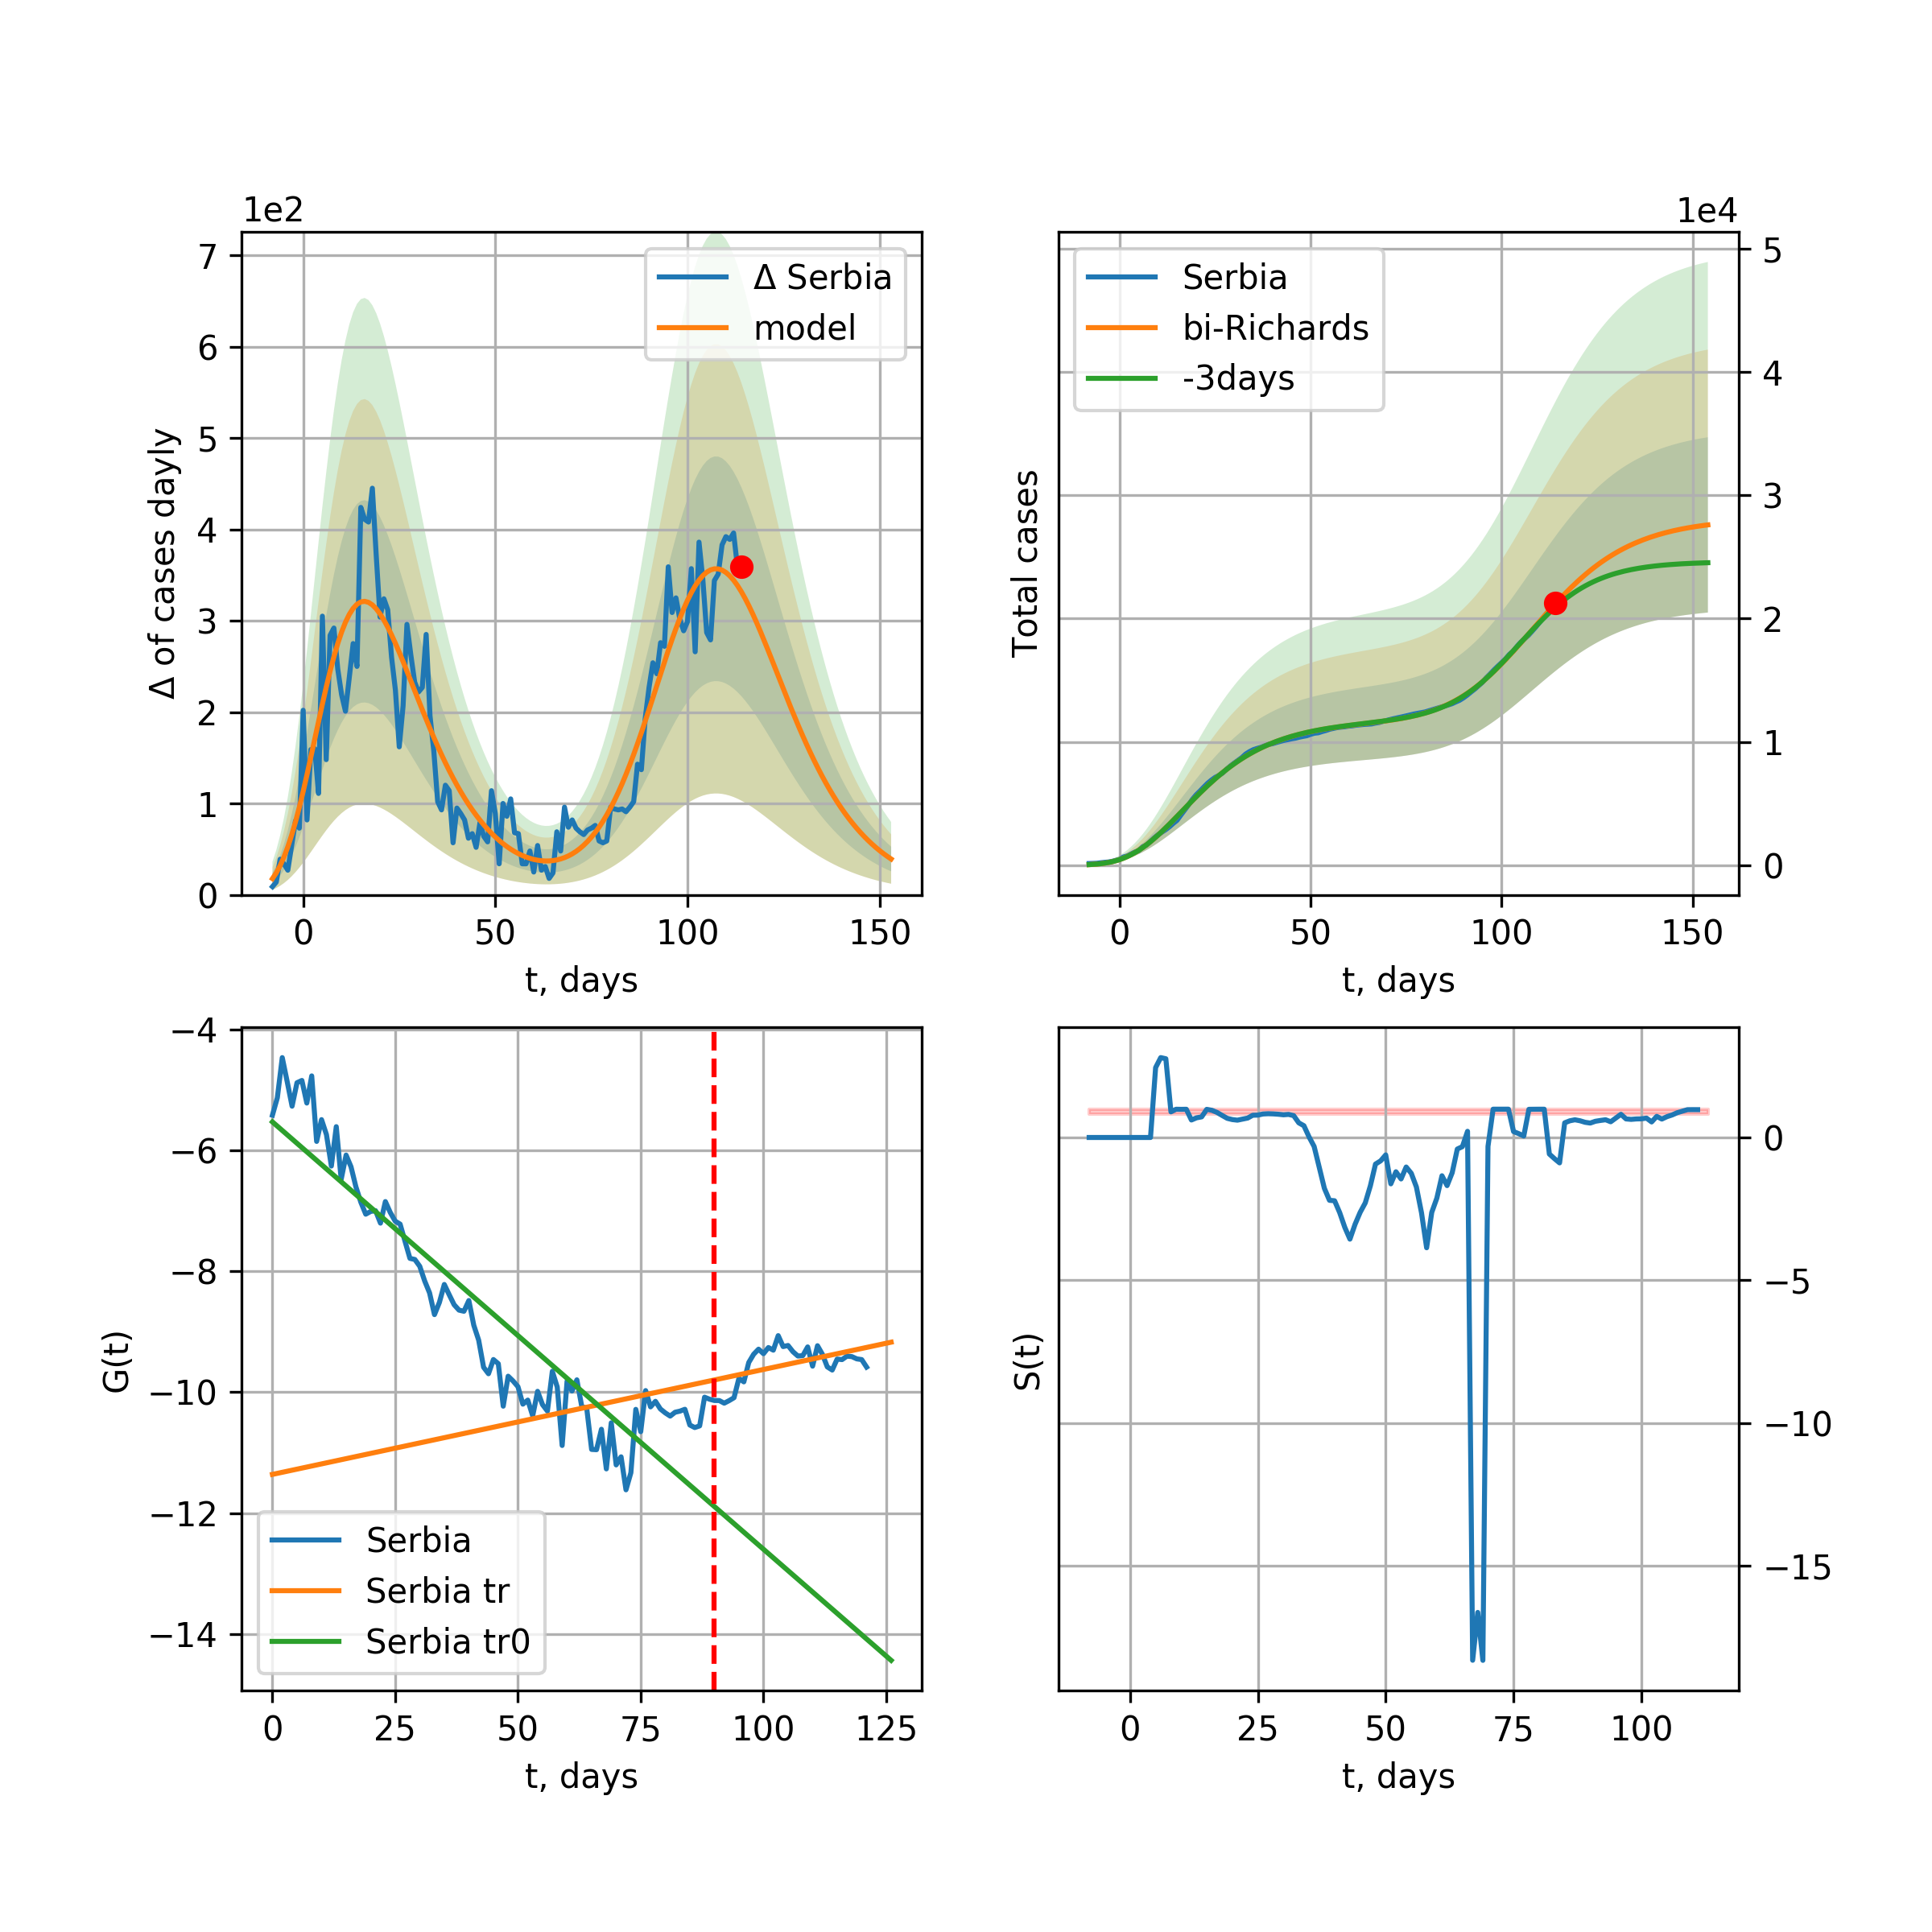 1e2
7
6
5
4
3
2
1
0
Δ of cases dayly
Δ Serbia
model
0 50 100 150
t, days
1e4
5
4
3
2
1
0
Total cases
Serbia
bi-Richards
-3days
0 50 100 150
t, days
−4
−6
−8
−10
−12
−14
G(t)
Serbia
Serbia tr
Serbia tr0
0 25 50 75 100 125
t, days
0
−5
−10
−15
S(t)
0 25 50 75 100
t, days